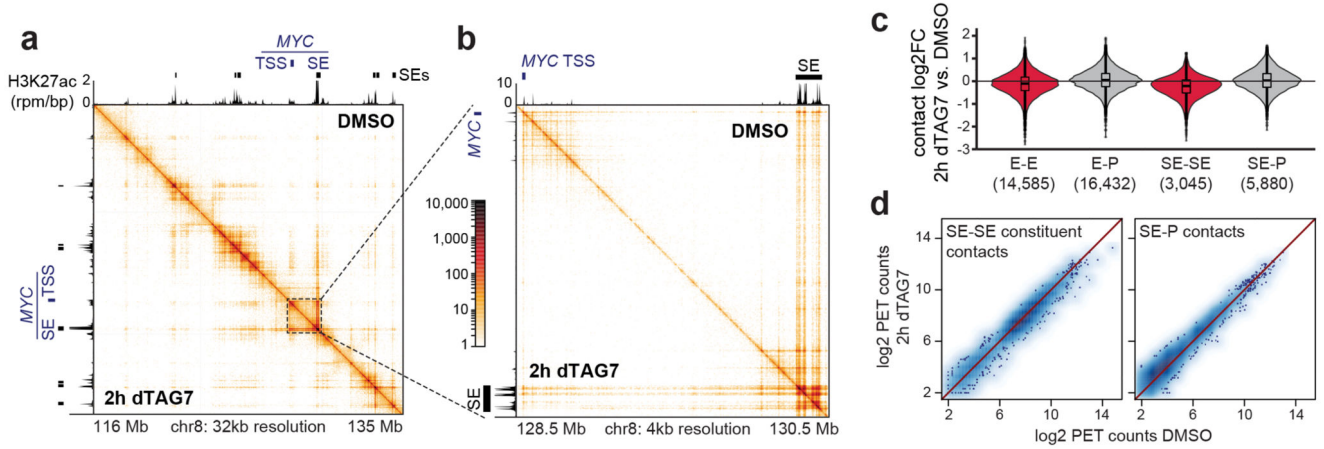 a
MYC
TSS SE
H3K27ac
(rpm/bp)
2
0
SEs
DMSO
MYC
SE TSS
2h dTAG7
116 Mb chr8: 32kb resolution 135 Mb
b
10
0
MYC TSS
SE
MYC
DMSO
10,000
1,000
100
10
1
2h dTAG7
SE
128.5 Mb chr8: 4kb resolution 130.5 Mb
c
contact log2FC
2h dTAG7 vs. DMSO
2
1
0
-1
-2
-3
E-E E-P SE-SE SE-P
(14,585) (16,432) (3,045) (5,880)
d
log2 PET counts
2h dTAG7
14
10
6
2
SE-SE constituent
contacts
SE-P contacts
2 6 10 14 2 6 10 14
log2 PET counts DMSO